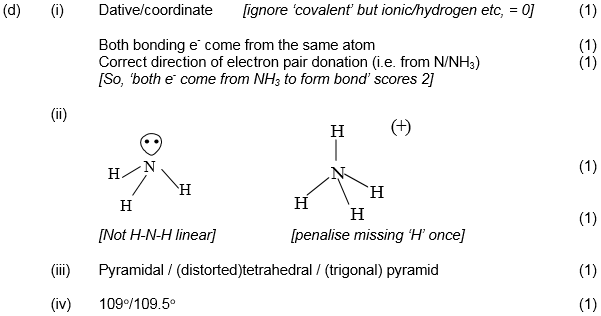 (d) (i) Dative/coordinate [ignore 'covalent' but ionic/hydrogen etc, = 0] (1)
Both bonding e⁻ come from the same atom (1)
Correct direction of electron pair donation (i.e. from N/NH₃) (1)
[So, 'both e⁻ come from NH₃ to form bond' scores 2]
(ii)
H (+)
H N H H N H (1)
H H
(1)
[Not H-N-H linear] [penalise missing 'H' once]
(iii) Pyramidal / (distorted)tetrahedral / (trigonal) pyramid (1)
(iv) 109°/109.5° (1)